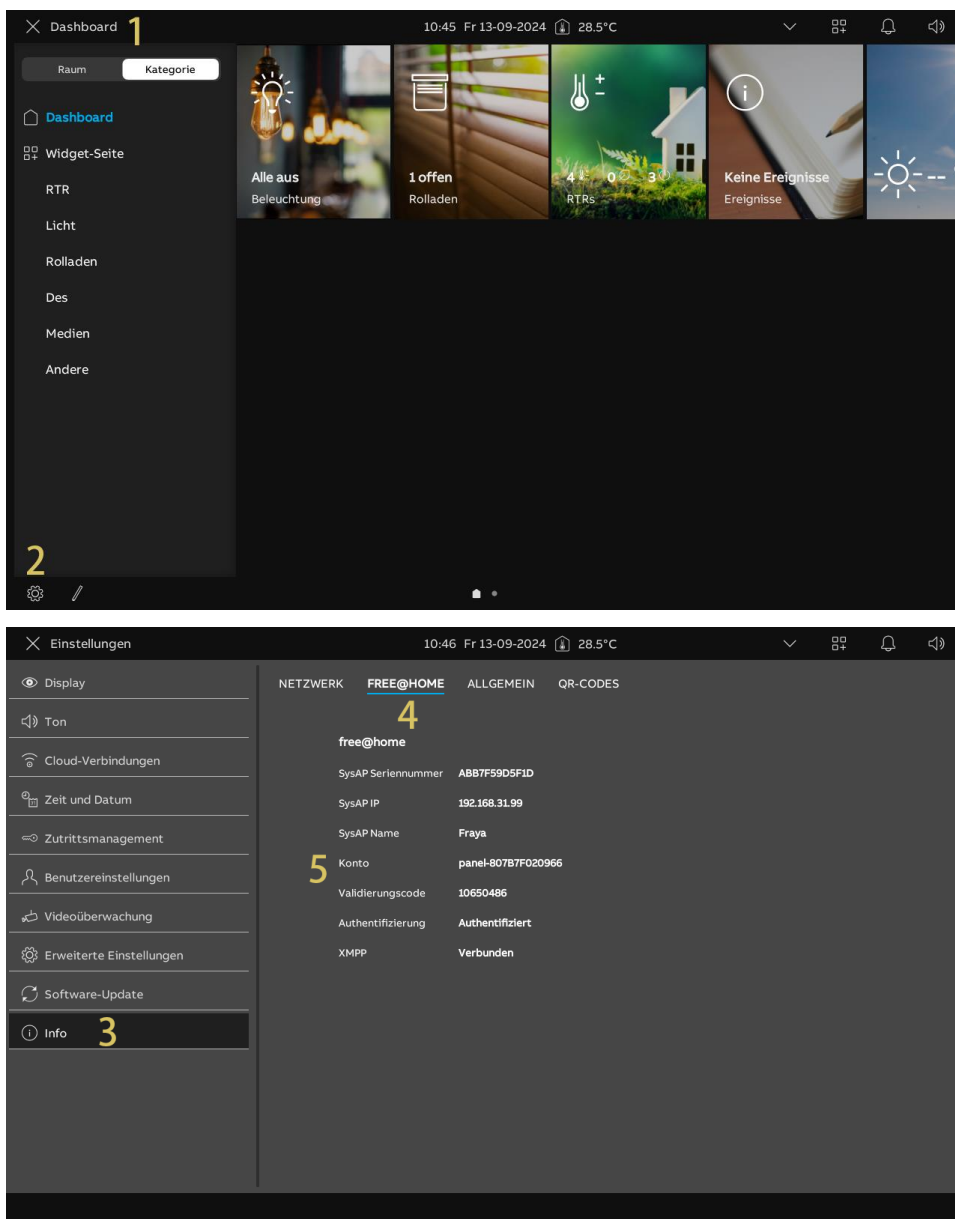 Dashboard 1 10:45 Fr 13-09-2024 28.5°C
Raum Kategorie
Dashboard
Widget-Seite
RTR
Licht
Rolladen
Des
Medien
Andere
Alle aus
Beleuchtung
1 offen
Rolladen
4 0 3
RTRs
Keine Ereignisse
Ereignisse
--
2
Einstellungen 10:46 Fr 13-09-2024 28.5°C
Display
Ton
Cloud-Verbindungen
Zeit und Datum
Zutrittsmanagement
Benutzereinstellungen
Videoüberwachung
Erweiterte Einstellungen
Software-Update
Info 3
NETZWERK FREE@HOME ALLGEMEIN QR-CODES
4
free@home
SysAP Seriennummer ABB7F59D5F1D
SysAP IP 192.168.31.99
SysAP Name Fraya
5 Konto panel-807B7F020966
Validierungscode 10650486
Authentifizierung Authentifiziert
XMPP Verbunden